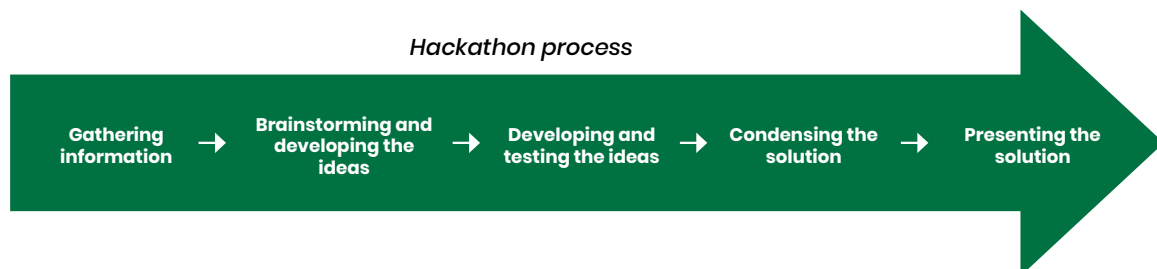 Hackathon process
Gathering
information
Brainstorming and
developing the
ideas
Developing and
testing the ideas
Condensing the
solution
Presenting the
solution